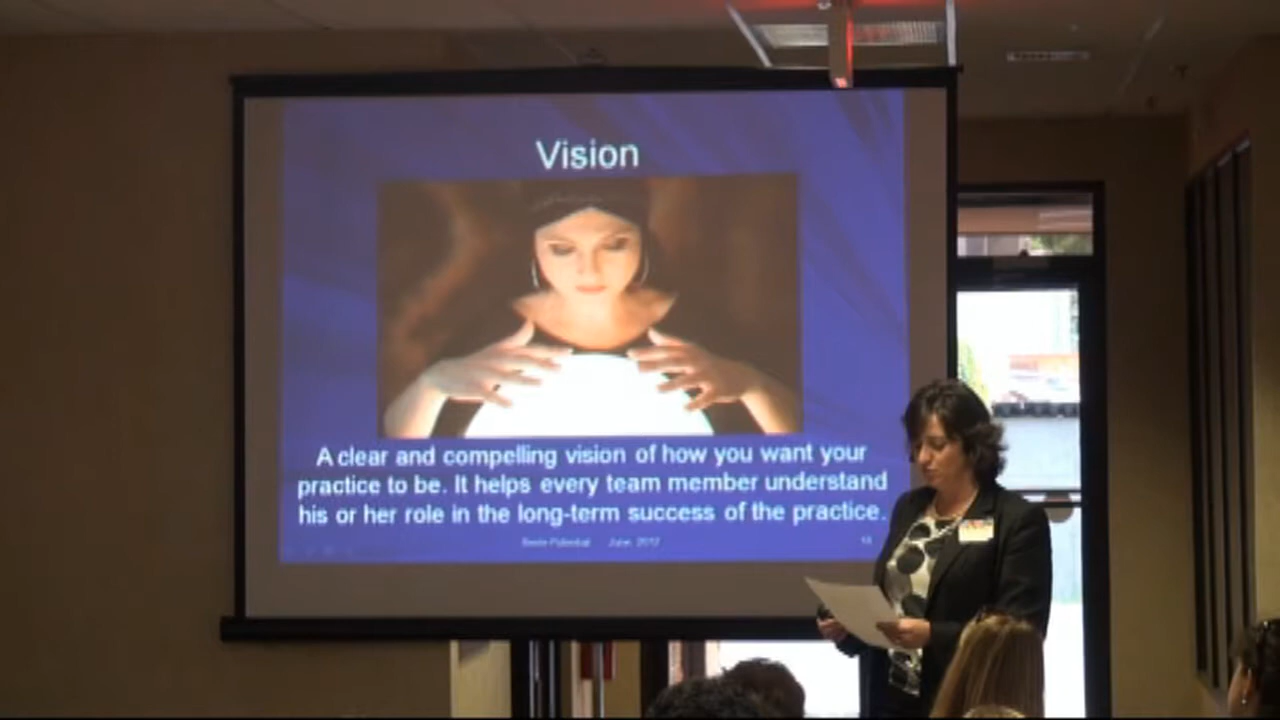 Vision
A clear and compelling vision of how you want your
practice to be. It helps every team member understand
his or her role in the long-term success of the practice.
June, 2012